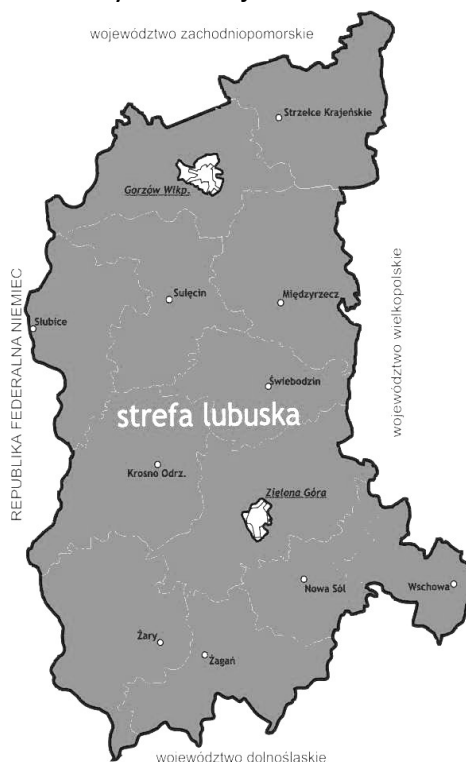 województwo zachodniopomorskie
Strzelce Krajeńskie
Gorzów Wlkp.
REPUBLIKA FEDERALNA NIEMIEC
województwo wielkopolskie
Sulęcin
Międzyrzecz
Słubice
Świebodzin
strefa lubuska
Krosno Odrz.
Zielona Góra
Nowa Sól
Wschowa
Żary
Żagań
województwo dolnośląskie